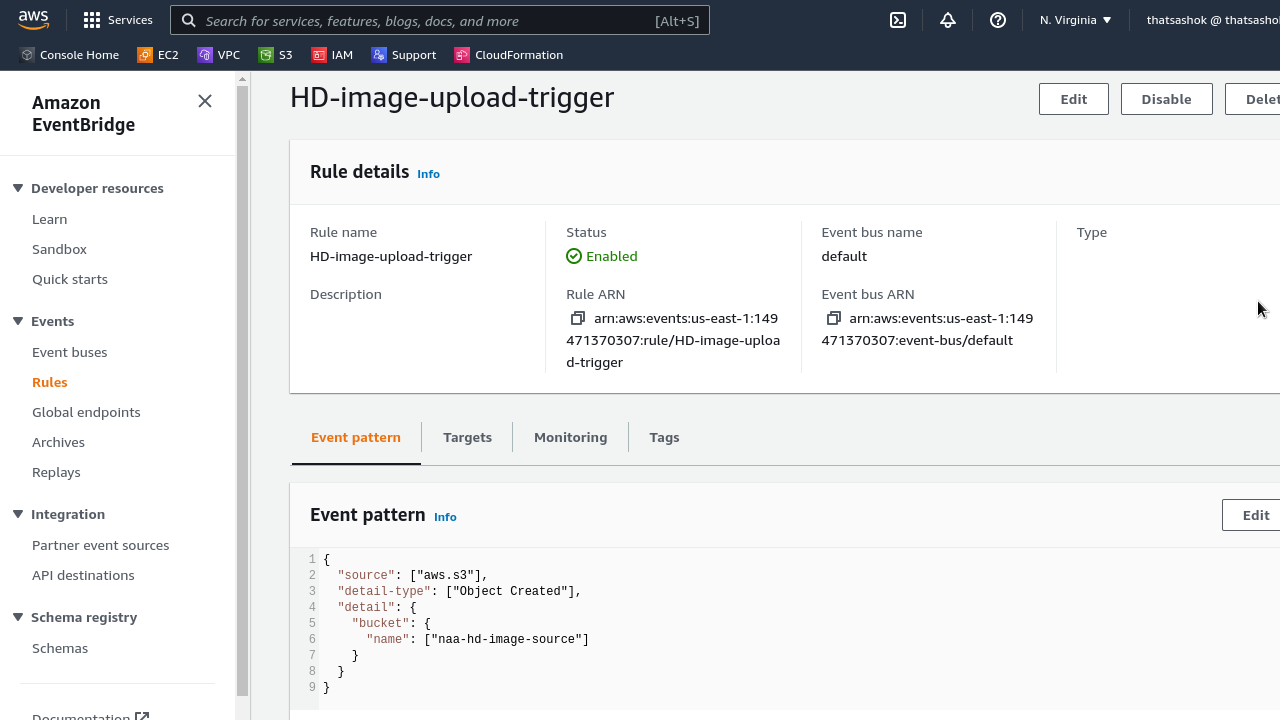 aws
Services
Search for services, features, blogs, docs, and more
[Alt+S]
N. Virginia
thatsashok @ thatsasho
Console Home
EC2
VPC
S3
IAM
Support
CloudFormation
Amazon
EventBridge
Developer resources
Learn
Sandbox
Quick starts
Events
Event buses
Rules
Global endpoints
Archives
Replays
Integration
Partner event sources
API destinations
Schema registry
Schemas
Documentation
HD-image-upload-trigger
Edit
Disable
Delet
Rule details Info
Rule name
HD-image-upload-trigger
Description
Status
Enabled
Rule ARN
arn:aws:events:us-east-1:149
471370307:rule/HD-image-uploa
d-trigger
Event bus name
default
Event bus ARN
arn:aws:events:us-east-1:149
471370307:event-bus/default
Type
Event pattern
Targets
Monitoring
Tags
Event pattern Info
Edit
1 {
2   "source": ["aws.s3"],
3   "detail-type": ["Object Created"],
4   "detail": {
5     "bucket": {
6       "name": ["naa-hd-image-source"]
7     }
8   }
9 }